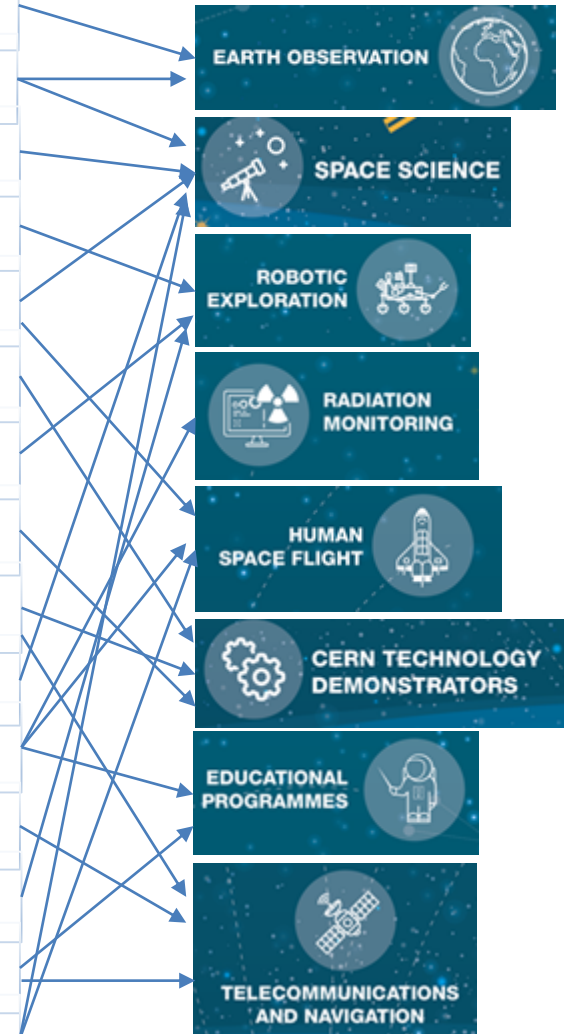 EARTH OBSERVATION
SPACE SCIENCE
ROBOTIC
EXPLORATION
RADIATION
MONITORING
HUMAN
SPACE FLIGHT
CERN TECHNOLOGY
DEMONSTRATORS
EDUCATIONAL
PROGRAMMES
TELECOMMUNICATIONS
AND NAVIGATION